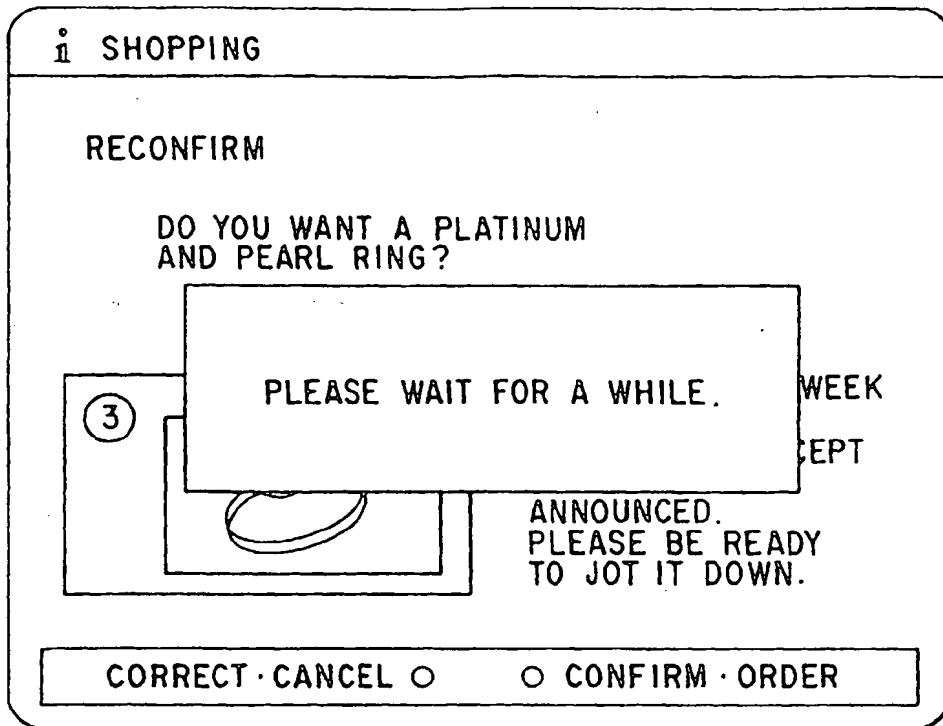 i SHOPPING
RECONFIRM
DO YOU WANT A PLATINUM
AND PEARL RING?
PLEASE WAIT FOR A WHILE.
WEEK
3
CEPT
ANNOUNCED.
PLEASE BE READY
TO JOT IT DOWN.
CORRECT·CANCEL ○ ○ CONFIRM·ORDER